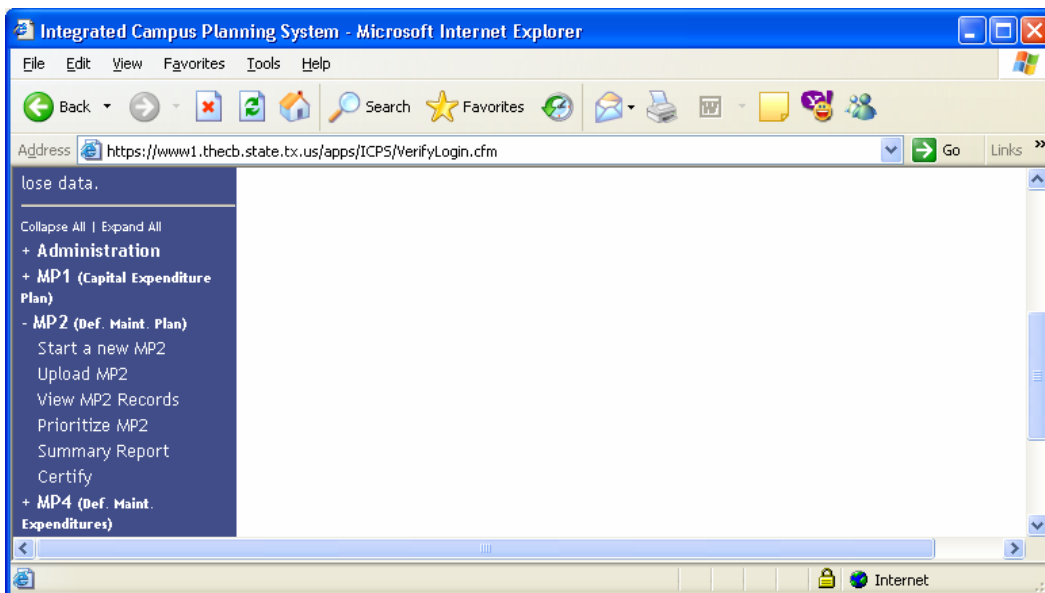 Integrated Campus Planning System - Microsoft Internet Explorer
File Edit View Favorites Tools Help
Back Search Favorites
Address https://www1.thecb.state.tx.us/apps/ICPS/VerifyLogin.cfm Go Links »
lose data.
Collapse All | Expand All
+ Administration
+ MP1 (Capital Expenditure
Plan)
- MP2 (Def. Maint. Plan)
Start a new MP2
Upload MP2
View MP2 Records
Prioritize MP2
Summary Report
Certify
+ MP4 (Def. Maint.
Expenditures)
Internet